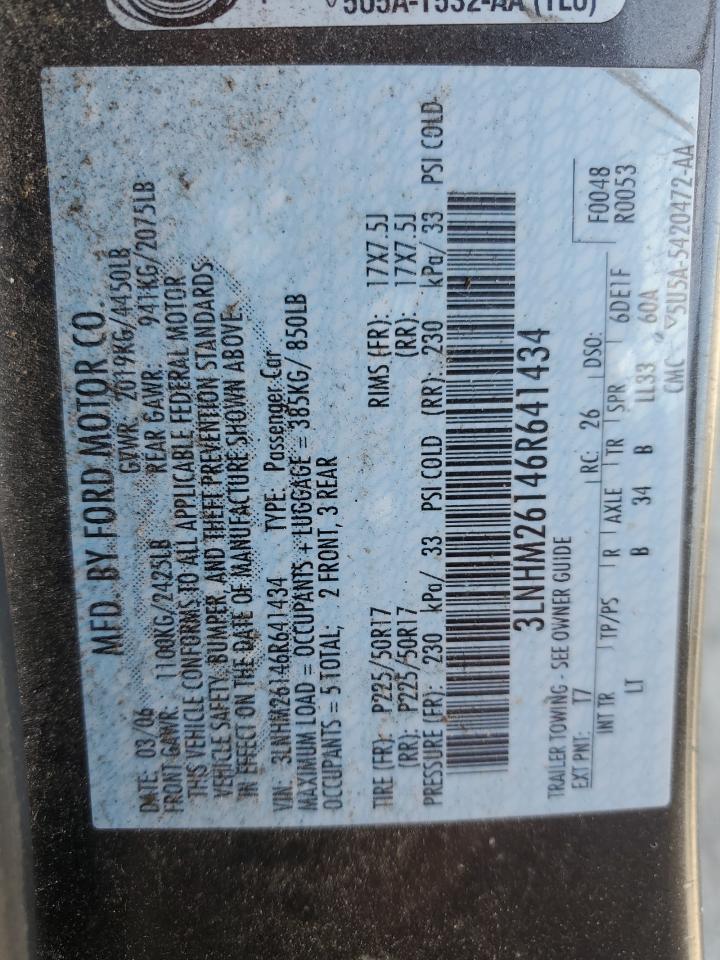 5U5A-1532-AA (TL6)
MFD. BY FORD MOTOR CO.
DATE: 03/06 GVWR: 2019KG/4450LB
FRONT GAWR: 1100KG/2425LB REAR GAWR: 941KG/2075LB
THIS VEHICLE CONFORMS TO ALL APPLICABLE FEDERAL MOTOR
VEHICLE SAFETY, BUMPER, AND THEFT PREVENTION STANDARDS
IN EFFECT ON THE DATE OF MANUFACTURE SHOWN ABOVE.
VIN: 3LNHM26146R641434 TYPE: Passenger Car
MAXIMUM LOAD = OCCUPANTS + LUGGAGE = 385KG/ 850LB
OCCUPANTS = 5 TOTAL; 2 FRONT, 3 REAR
TIRE (FR): P225/50R17 RIMS (FR): 17X7.5J
(RR): P225/50R17 (RR): 17X7.5J
PRESSURE (FR): 230 kPa/ 33 PSI COLD (RR): 230 kPa/ 33 PSI COLD
3LNHM26146R641434
TRAILER TOWING - SEE OWNER GUIDE
EXT PNT: T7 RC: 26 DSO: F0048
R0053
INT TR TP/PS R AXLE TR SPR 6DE1F
LT B 34 B LL33 60A
CMC ▽5U5A-5420472-AA